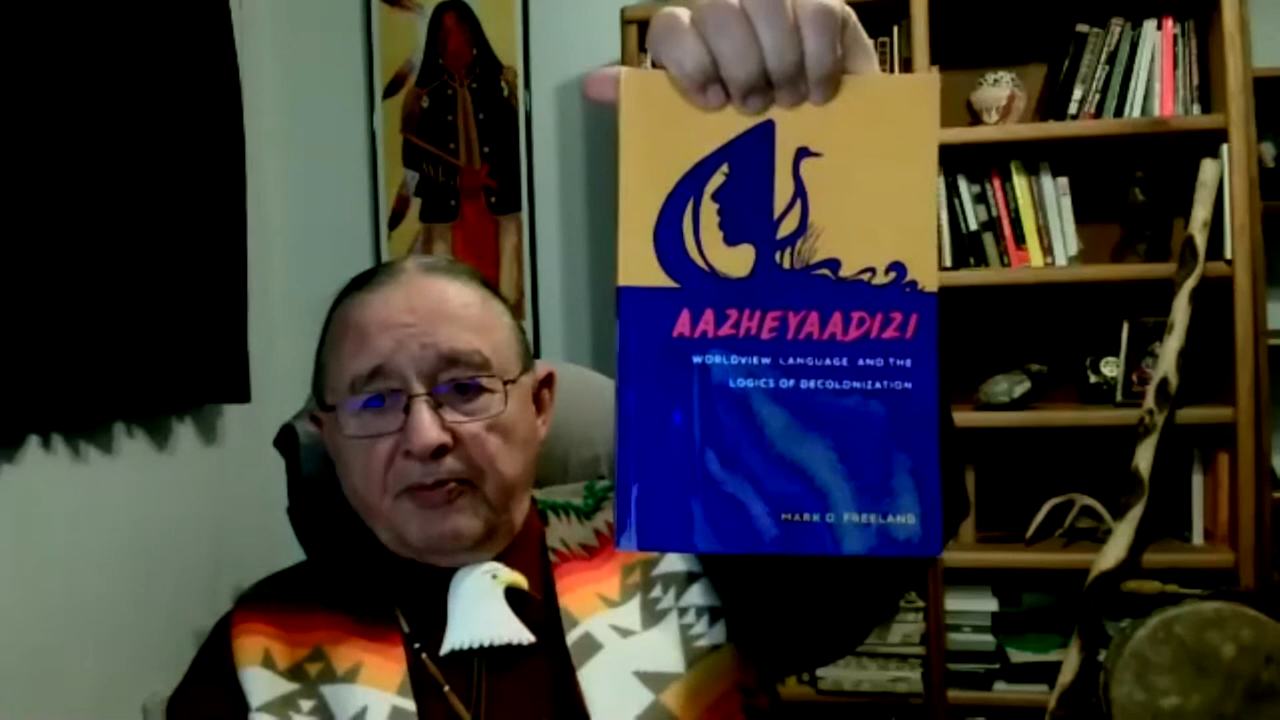 AAZHEYAADIZI
WORLDVIEW, LANGUAGE, AND THE
LOGICS OF DECOLONIZATION
MARK D. FREELAND